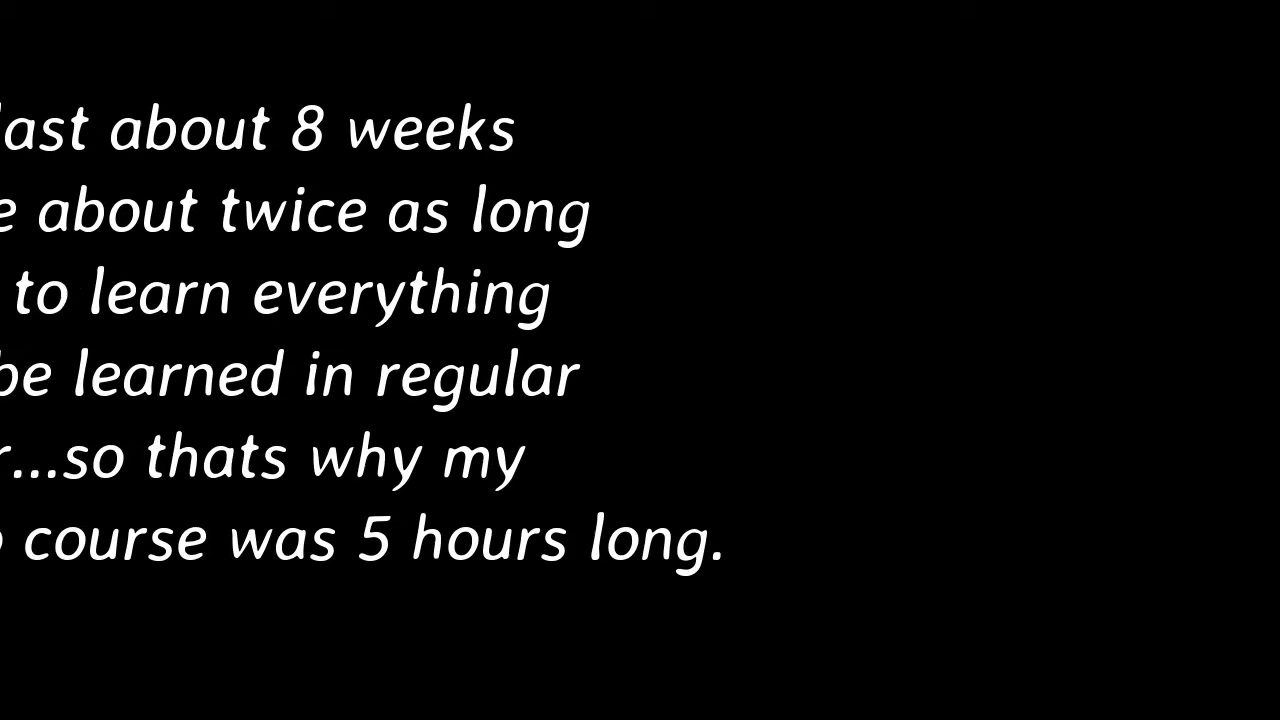 last about 8 weeks
e about twice as long
to learn everything
be learned in regular
r...so thats why my
course was 5 hours long.